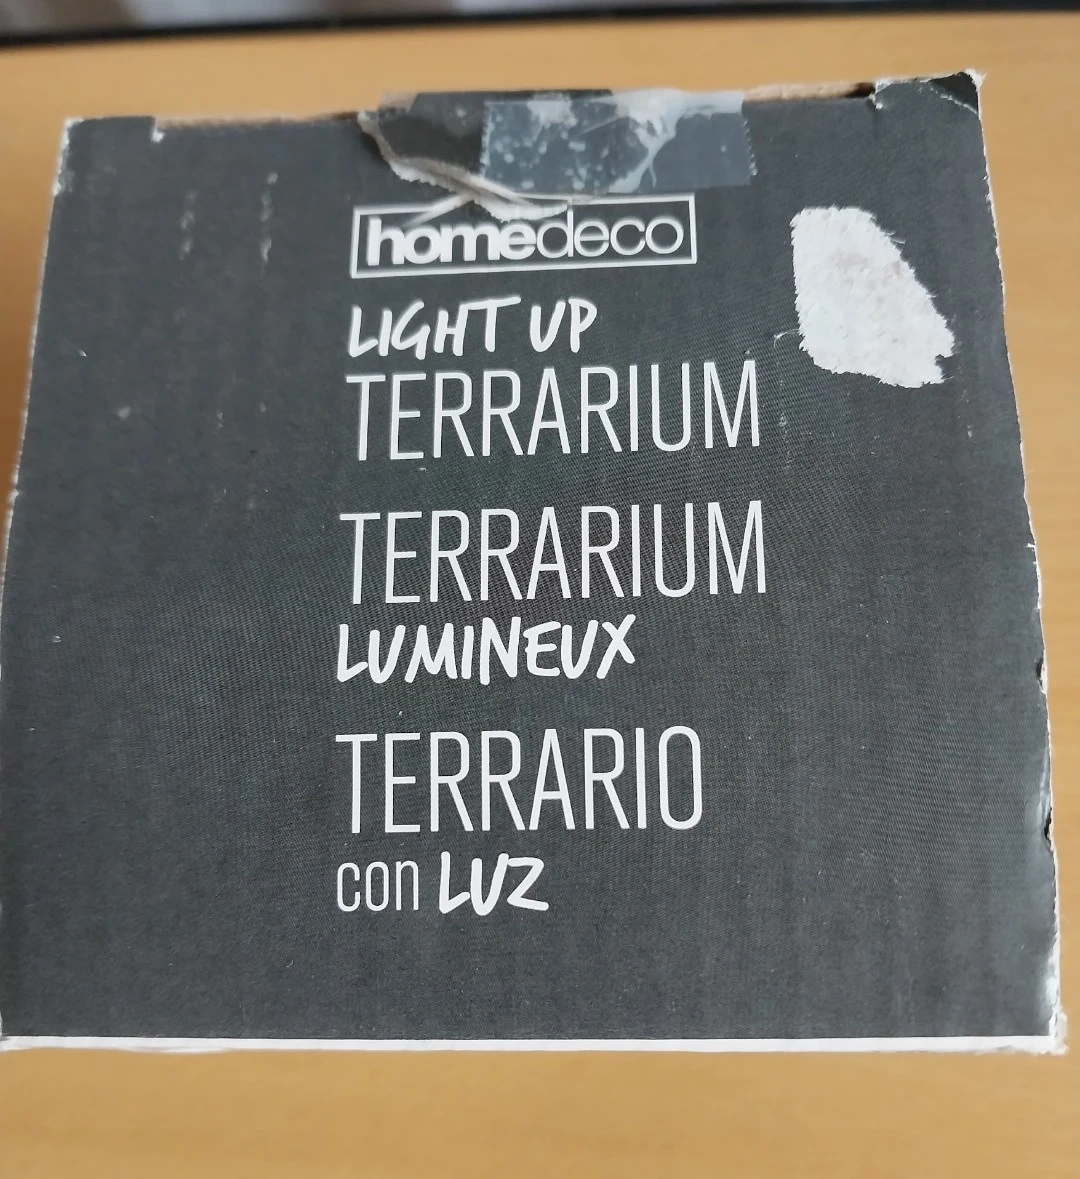 homedeco
LIGHT UP
TERRARIUM
TERRARIUM
LUMINEUX
TERRARIO
con LUZ